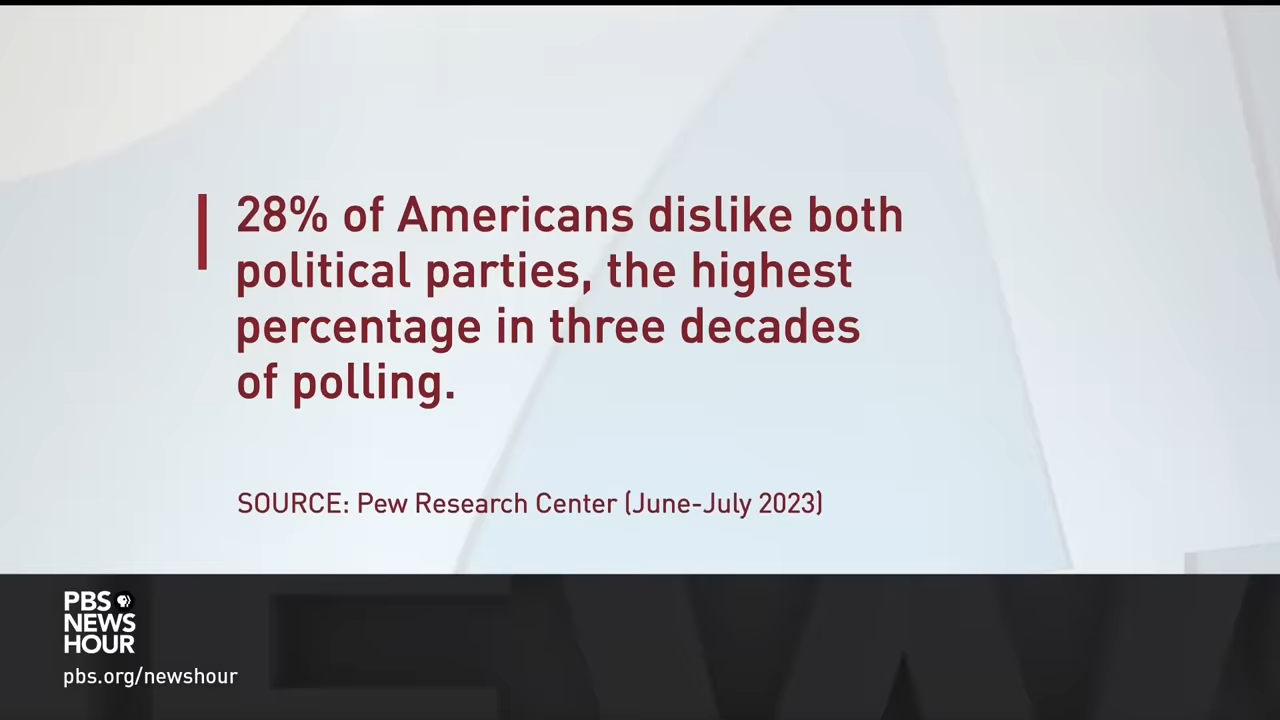 28% of Americans dislike both
political parties, the highest
percentage in three decades
of polling.
SOURCE: Pew Research Center (June-July 2023)
PBS
NEWS
HOUR
pbs.org/newshour